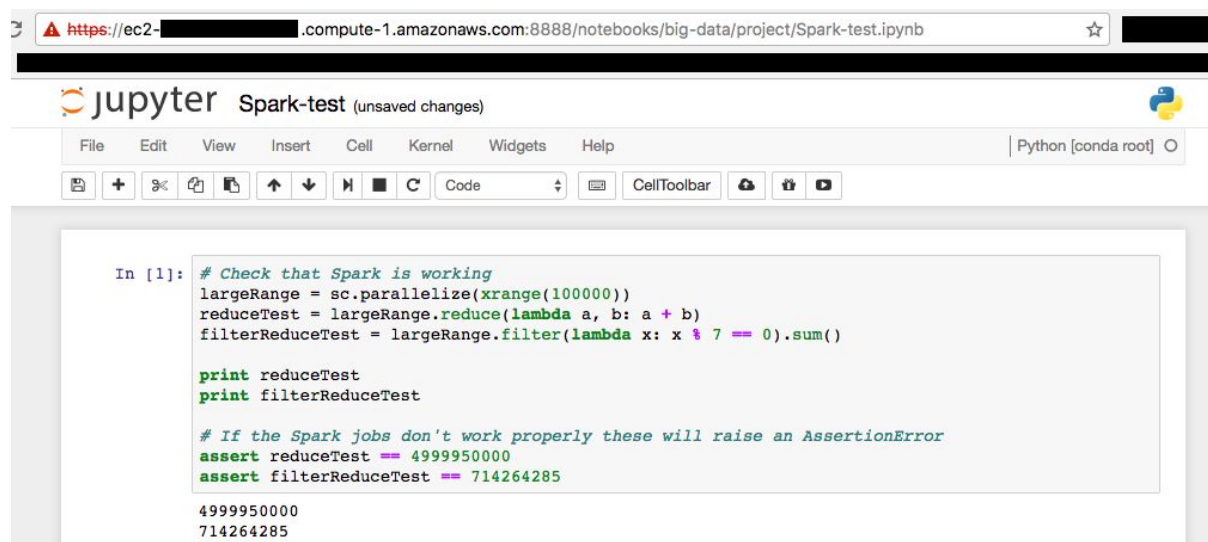 https://ec2-
.compute-1.amazonaws.com:8888/notebooks/big-data/project/Spark-test.ipynb
jupyter Spark-test (unsaved changes)
File Edit View Insert Cell Kernel Widgets Help Python [conda root]
Code CellToolbar
In [1]: # Check that Spark is working
largeRange = sc.parallelize(xrange(100000))
reduceTest = largeRange.reduce(lambda a, b: a + b)
filterReduceTest = largeRange.filter(lambda x: x % 7 == 0).sum()
print reduceTest
print filterReduceTest
# If the Spark jobs don't work properly these will raise an AssertionError
assert reduceTest == 4999950000
assert filterReduceTest == 714264285
4999950000
714264285